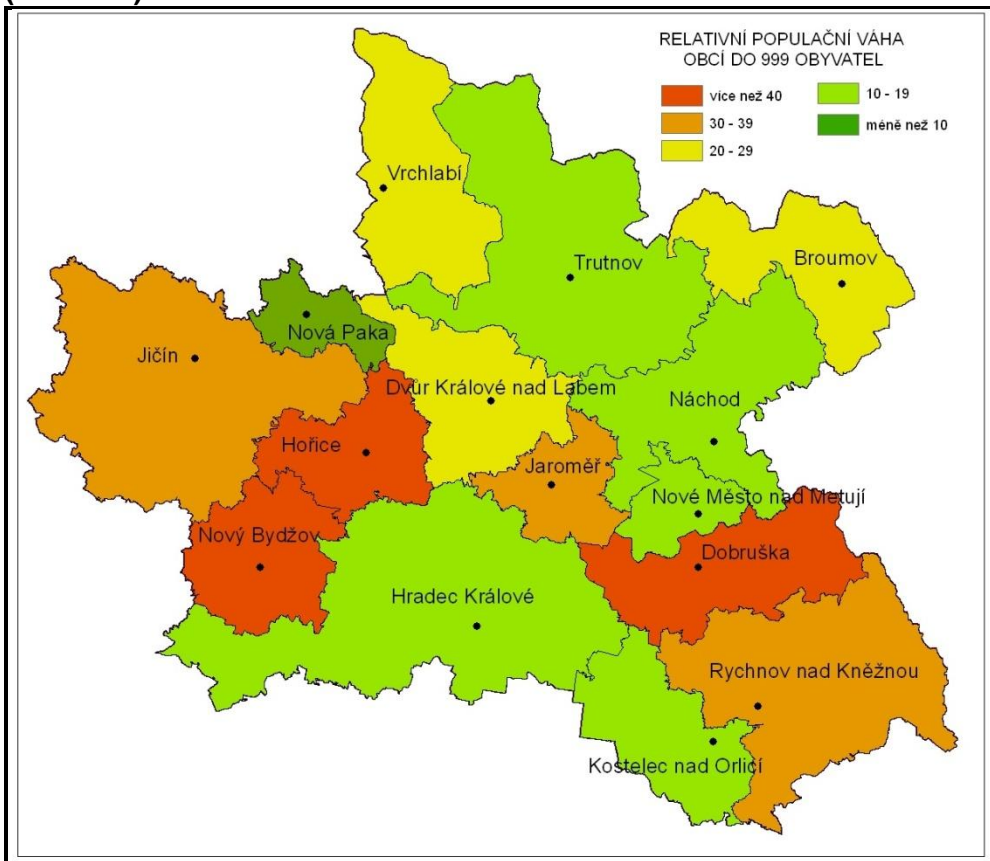 RELATIVNÍ POPULAČNÍ VÁHA
OBCÍ DO 999 OBYVATEL
více než 40
10 - 19
30 - 39
méně než 10
20 - 29
Vrchlabí
Trutnov
Broumov
Nová Paka
Jičín
Dvůr Králové nad Labem
Náchod
Hořice
Jaroměř
Nové Město nad Metují
Nový Bydžov
Dobruška
Hradec Králové
Rychnov nad Kněžnou
Kostelec nad Orlicí